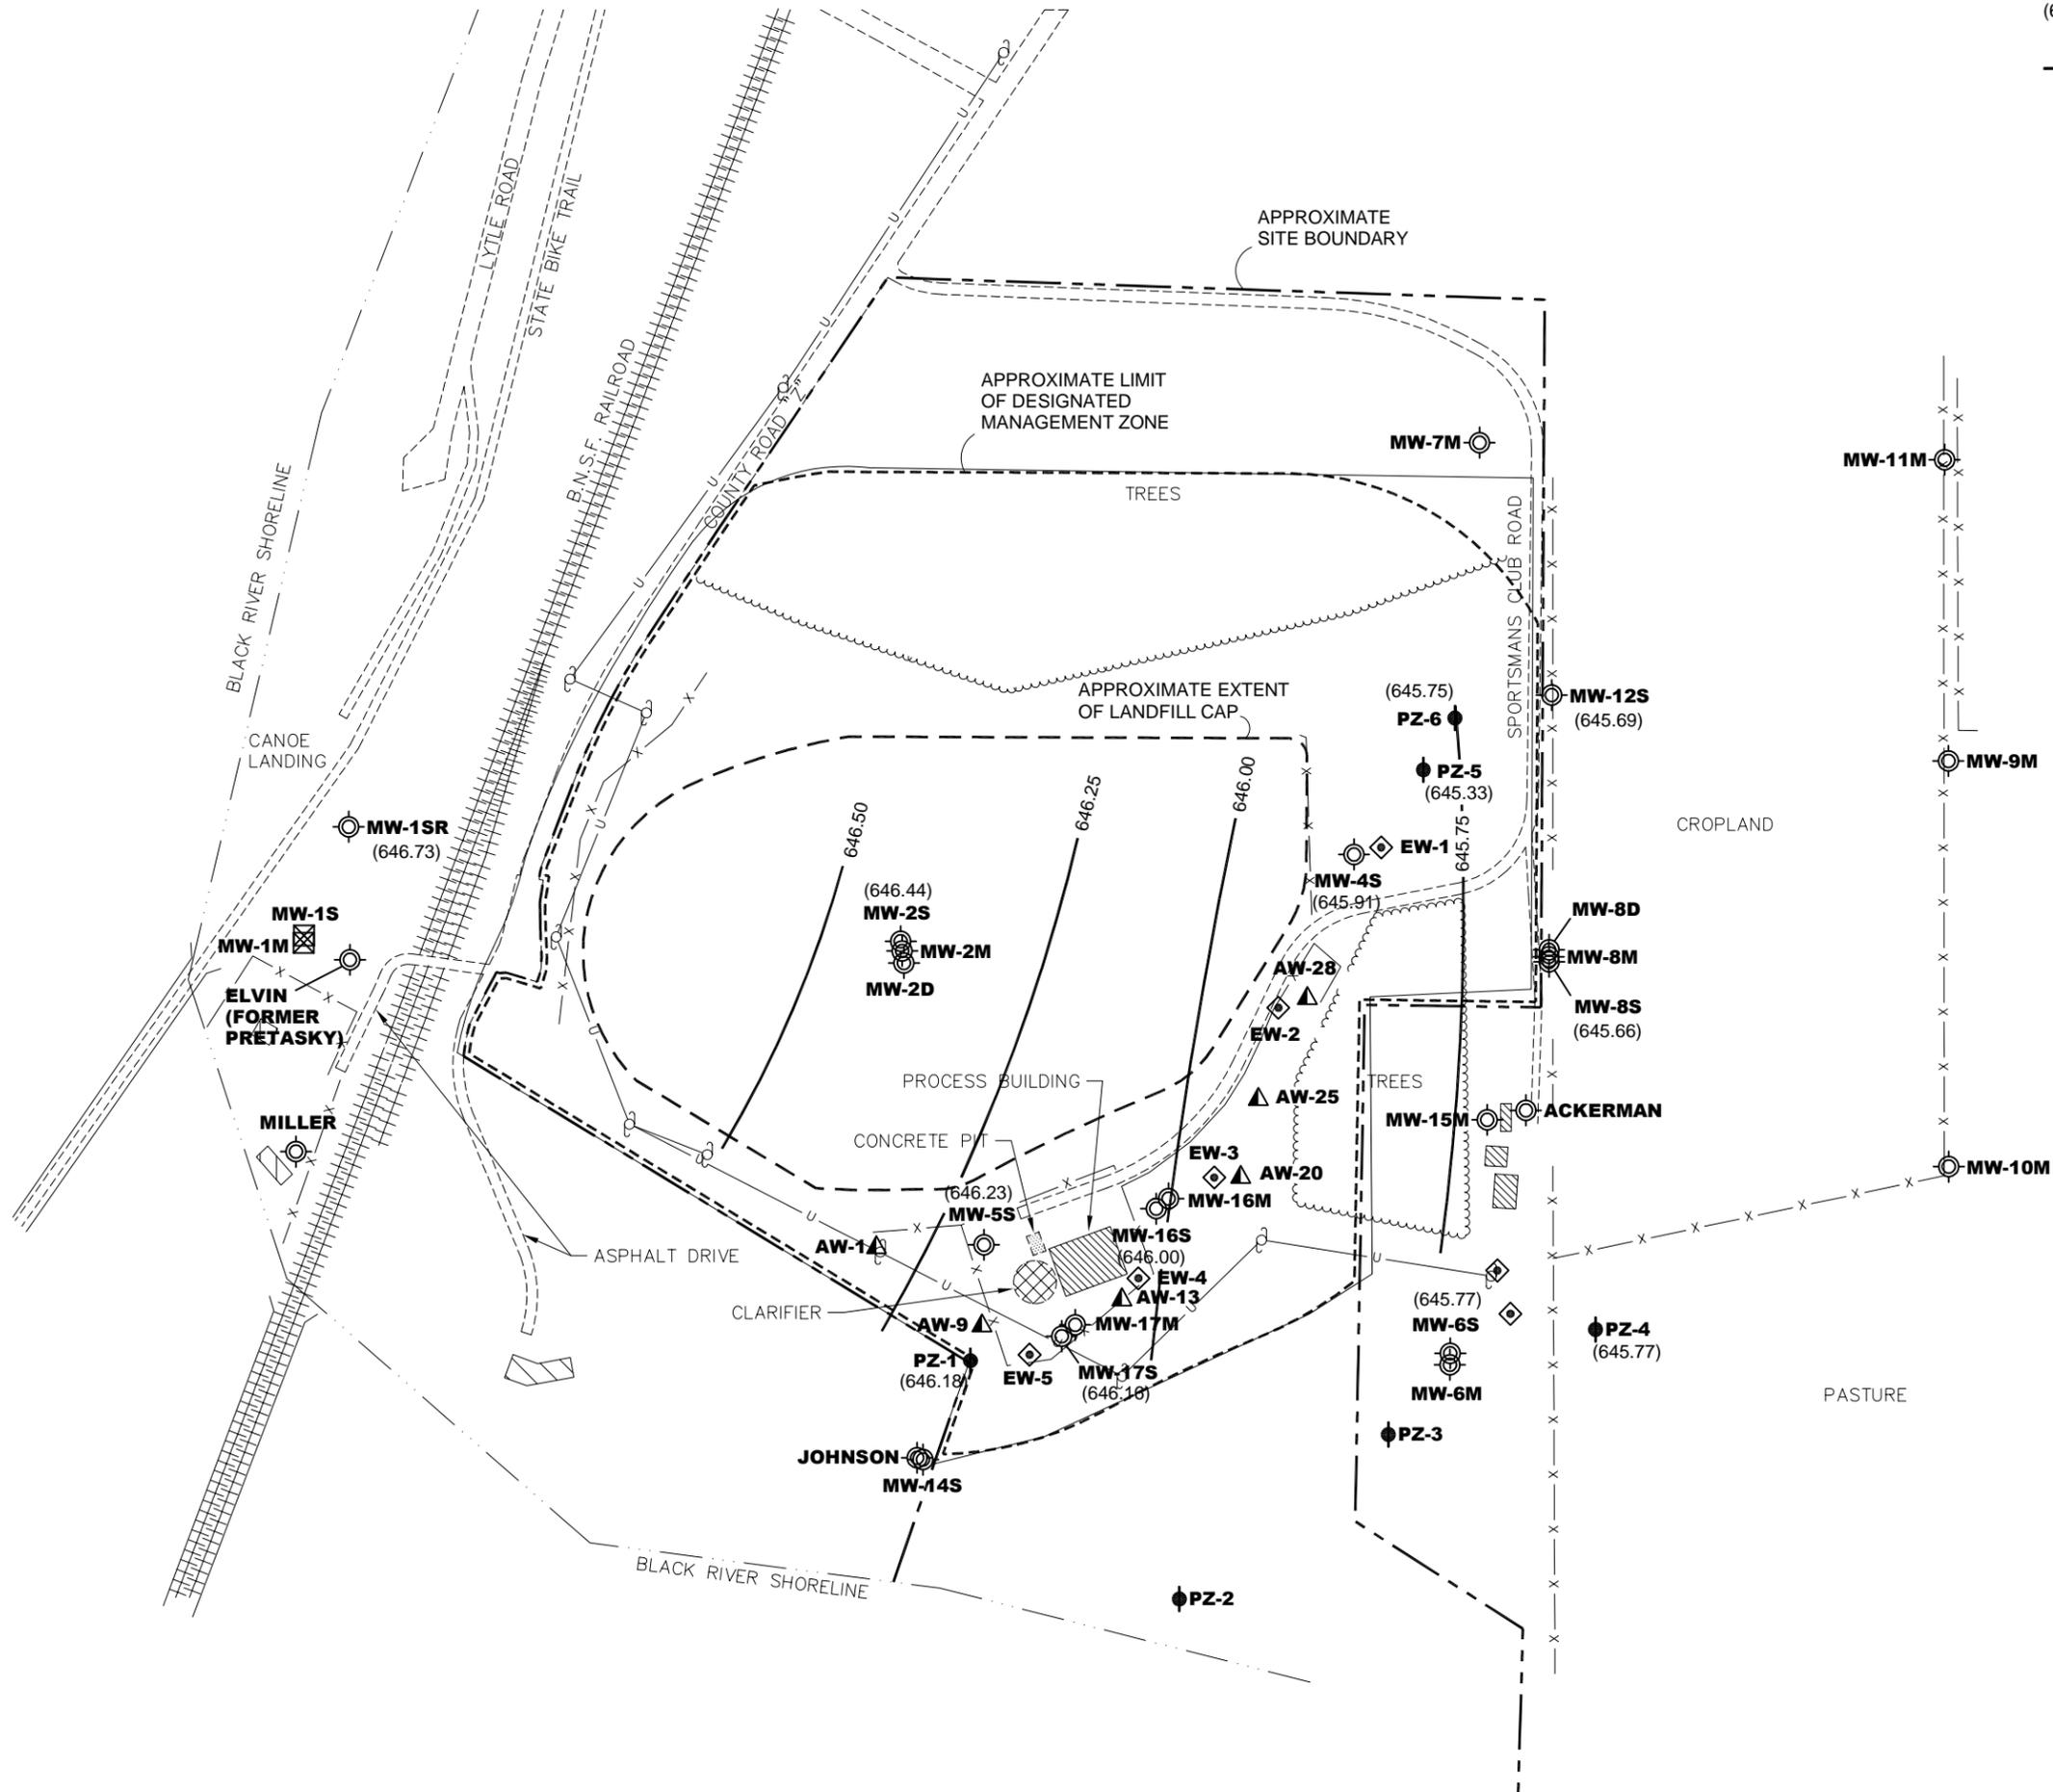 (6
APPROXIMATE
SITE BOUNDARY
LYTLE ROAD
STATE BIKE TRAIL
B.N.S.F. RAILROAD
COUNTY ROAD "Z"
APPROXIMATE LIMIT
OF DESIGNATED
MANAGEMENT ZONE
MW-7M
MW-11M
TREES
BLACK RIVER SHORELINE
SPORTSMANS CLUB ROAD
APPROXIMATE EXTENT
OF LANDFILL CAP
(645.75)
PZ-6
MW-12S
(645.69)
CANOE
LANDING
PZ-5
(645.33)
MW-9M
646.50
646.25
646.00
645.75
CROPLAND
MW-1SR
(646.73)
EW-1
MW-4S
(645.91)
(646.44)
MW-2S
MW-2M
MW-2D
MW-1S
MW-1M
MW-8D
MW-8M
MW-8S
(645.66)
AW-28
EW-2
ELVIN
(FORMER
PRETASKY)
PROCESS BUILDING
TREES
AW-25
MW-15M
ACKERMAN
MILLER
CONCRETE PIT
EW-3
AW-20
MW-10M
(646.23)
MW-5S
MW-16M
MW-16S
(646.00)
AW-1
ASPHALT DRIVE
EW-4
AW-13
CLARIFIER
(645.77)
MW-6S
MW-6M
PZ-4
(645.77)
AW-9
MW-17M
PZ-1
(646.18)
EW-5
MW-17S
(646.16)
PASTURE
PZ-3
JOHNSON
MW-14S
BLACK RIVER SHORELINE
PZ-2